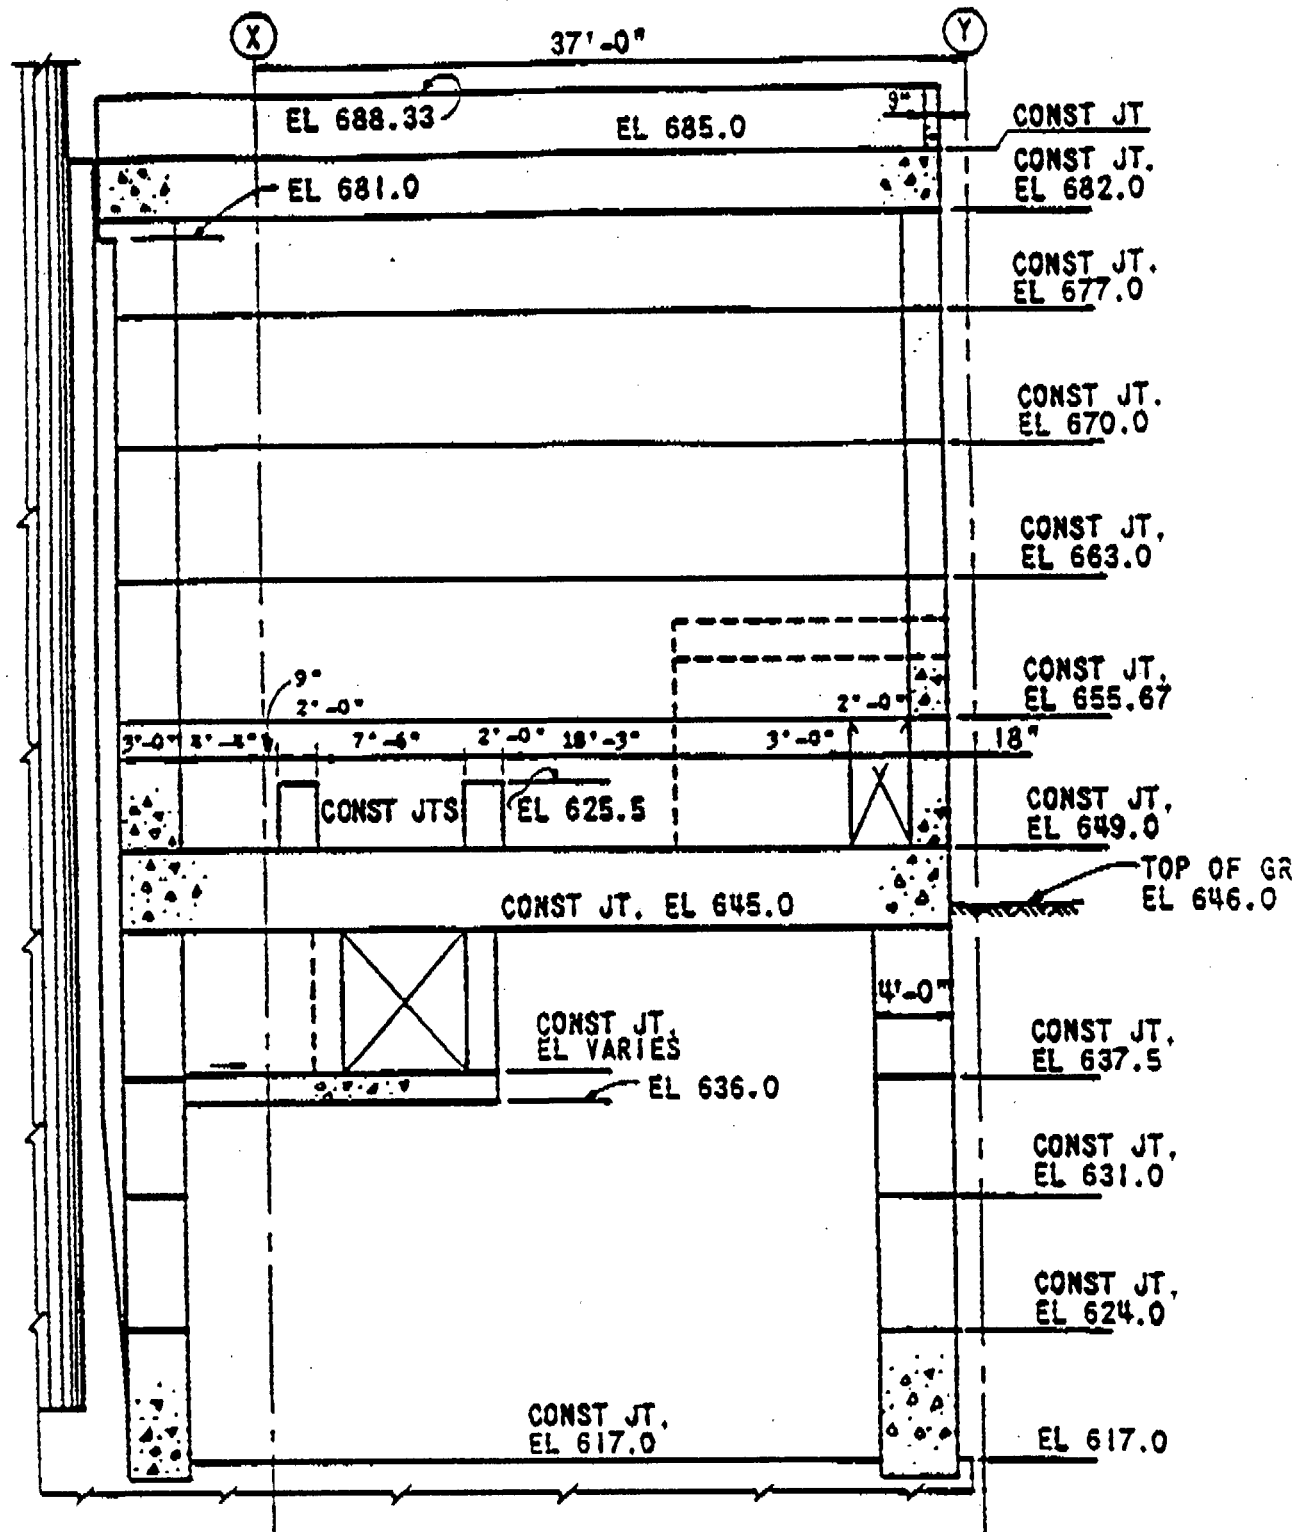 X
Y
37'-0"
9"
EL 688.33
EL 685.0
CONST JT
CONST JT.
EL 682.0
EL 681.0
CONST JT.
EL 677.0
CONST JT.
EL 670.0
CONST JT.
EL 663.0
CONST JT.
EL 655.67
9"
2'-0"
2'-0"
3'-0" 4'-4" 7'-6" 2'-0" 18'-3" 3'-0" 18"
CONST JTS
EL 625.5
CONST JT.
EL 649.0
TOP OF GR
EL 646.0
CONST JT. EL 645.0
4'-0"
CONST JT.
EL VARIES
CONST JT.
EL 637.5
EL 636.0
CONST JT.
EL 631.0
CONST JT.
EL 624.0
CONST JT.
EL 617.0
EL 617.0